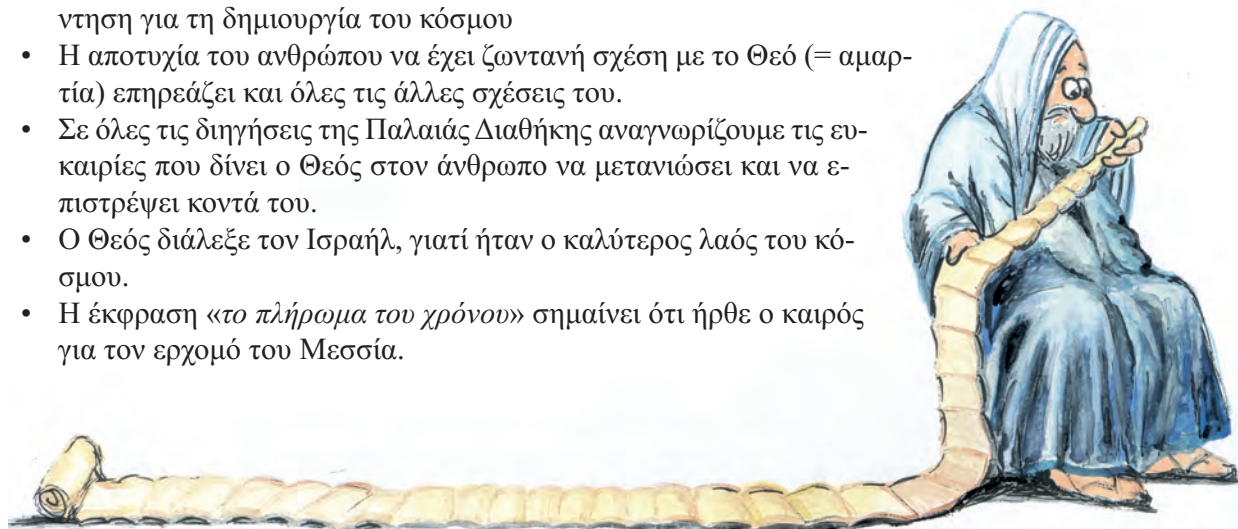 ντηση για τη δημιουργία του κόσμου
• Η αποτυχία του ανθρώπου να έχει ζωντανή σχέση με το Θεό (= αμαρ-
τία) επηρεάζει και όλες τις άλλες σχέσεις του.
• Σε όλες τις διηγήσεις της Παλαιάς Διαθήκης αναγνωρίζουμε τις ευ-
καιρίες που δίνει ο Θεός στον άνθρωπο να μετανιώσει και να ε-
πιστρέψει κοντά του.
• Ο Θεός διάλεξε τον Ισραήλ, γιατί ήταν ο καλύτερος λαός του κό-
σμου.
• Η έκφραση «το πλήρωμα του χρόνου» σημαίνει ότι ήρθε ο καιρός
για τον ερχομό του Μεσσία.